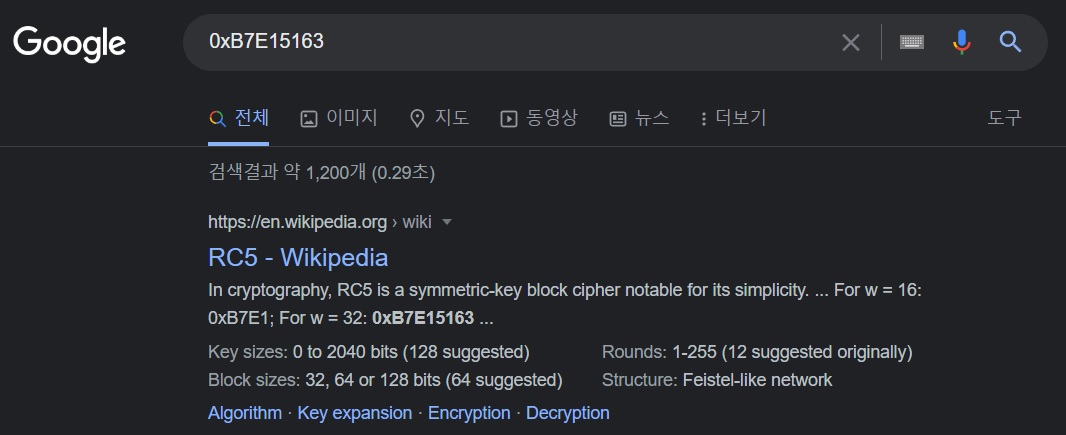 Google 0xB7E15163
전체 이미지 지도 동영상 뉴스 더보기 도구
검색결과 약 1,200개 (0.29초)
https://en.wikipedia.org › wiki
RC5 - Wikipedia
In cryptography, RC5 is a symmetric-key block cipher notable for its simplicity. ... For w = 16:
0xB7E1; For w = 32: 0xB7E15163 ...
Key sizes: 0 to 2040 bits (128 suggested) Rounds: 1-255 (12 suggested originally)
Block sizes: 32, 64 or 128 bits (64 suggested) Structure: Feistel-like network
Algorithm · Key expansion · Encryption · Decryption